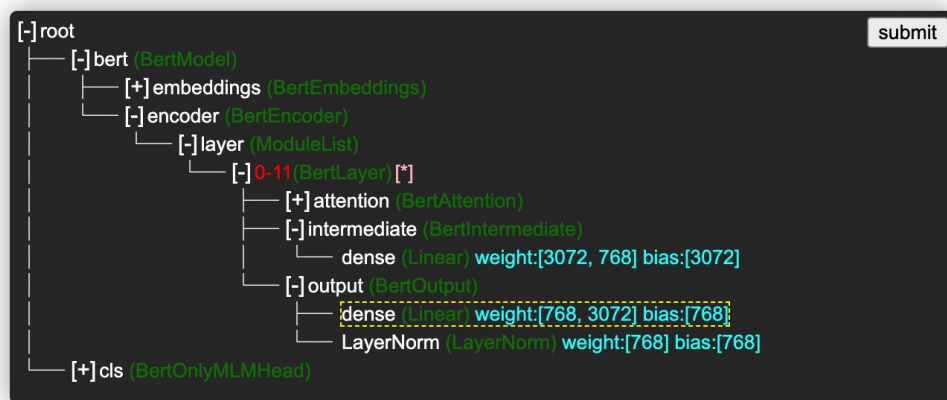 [-]root
submit
[-]bert (BertModel)
[+]embeddings (BertEmbeddings)
[-]encoder (BertEncoder)
[-]layer (ModuleList)
[-]0-11(BertLayer)[*]
[+]attention (BertAttention)
[-]intermediate (BertIntermediate)
dense (Linear) weight:[3072, 768] bias:[3072]
[-]output (BertOutput)
dense (Linear) weight:[768, 3072] bias:[768]
LayerNorm (LayerNorm) weight:[768] bias:[768]
[+]cls (BertOnlyMLMHead)